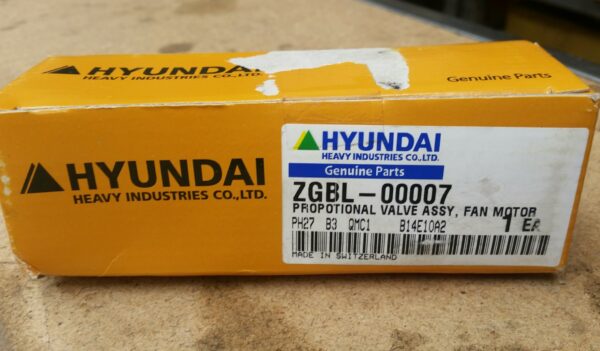 HYUNDAI
HEAVY INDUSTRIES CO.,LTD.
Genuine Parts
HYUNDAI
HEAVY INDUSTRIES CO.,LTD.
HYUNDAI
HEAVY INDUSTRIES CO.,LTD.
Genuine Parts
ZGBL-00007
PROPOTIONAL VALVE ASSY, FAN MOTOR
PH27 B3 QMC1 B14E10A2 1 EA
MADE IN SWITZERLAND